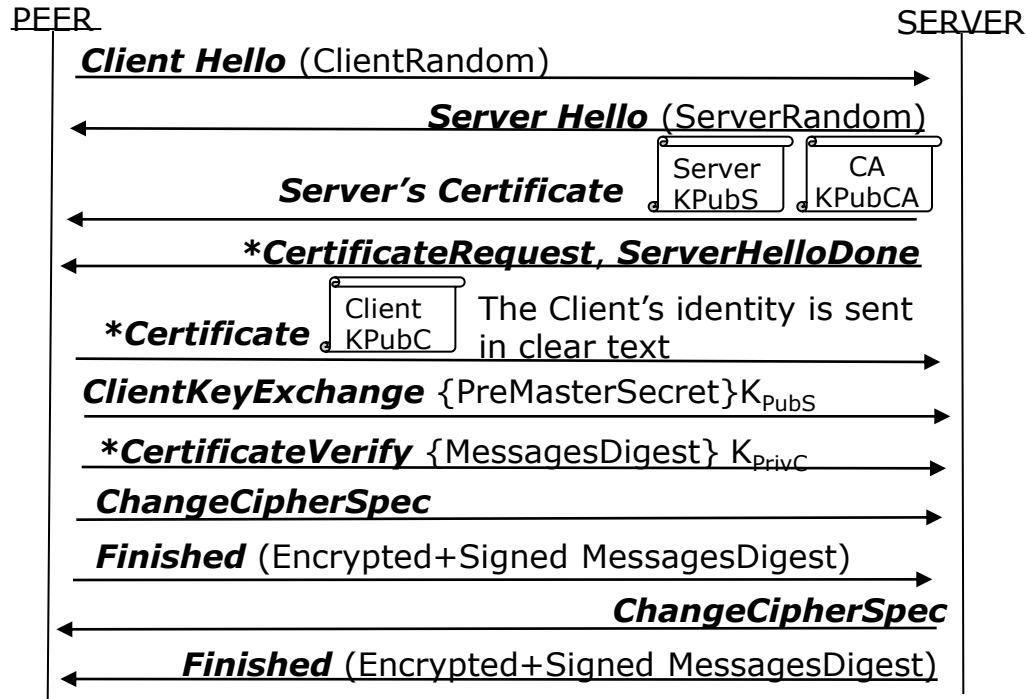 PEER
SERVER
Client Hello (ClientRandom)
Server Hello (ServerRandom)
Server's Certificate
Server
KPubS
CA
KPubCA
*CertificateRequest, ServerHelloDone
*Certificate
Client
KPubC
The Client's identity is sent
in clear text
ClientKeyExchange {PreMasterSecret}KPubS
*CertificateVerify {MessagesDigest} KPrivC
ChangeCipherSpec
Finished (Encrypted+Signed MessagesDigest)
ChangeCipherSpec
Finished (Encrypted+Signed MessagesDigest)